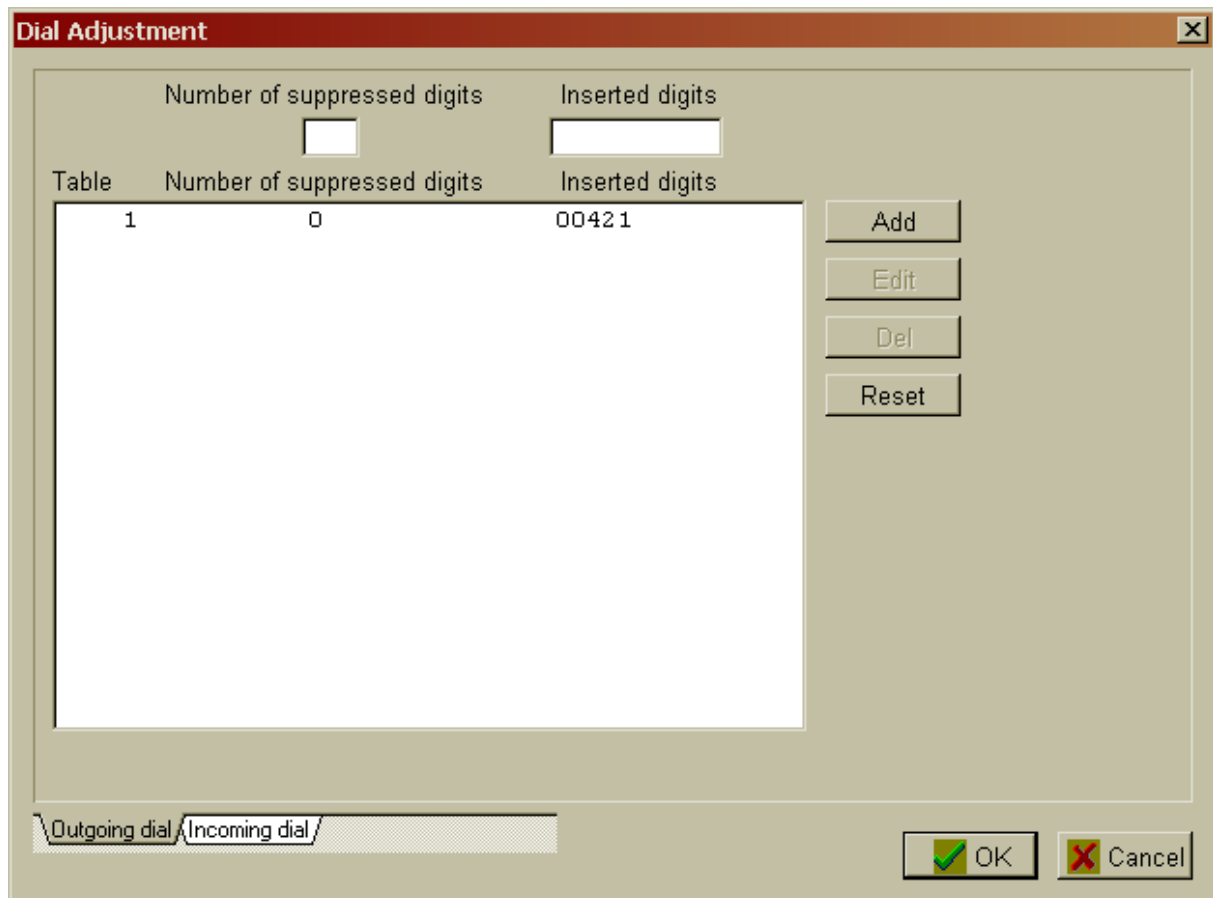 Dial Adjustment
Number of suppressed digits Inserted digits
Table Number of suppressed digits Inserted digits
1 0 00421
Add
Edit
Del
Reset
Outgoing dial Incoming dial
OK Cancel